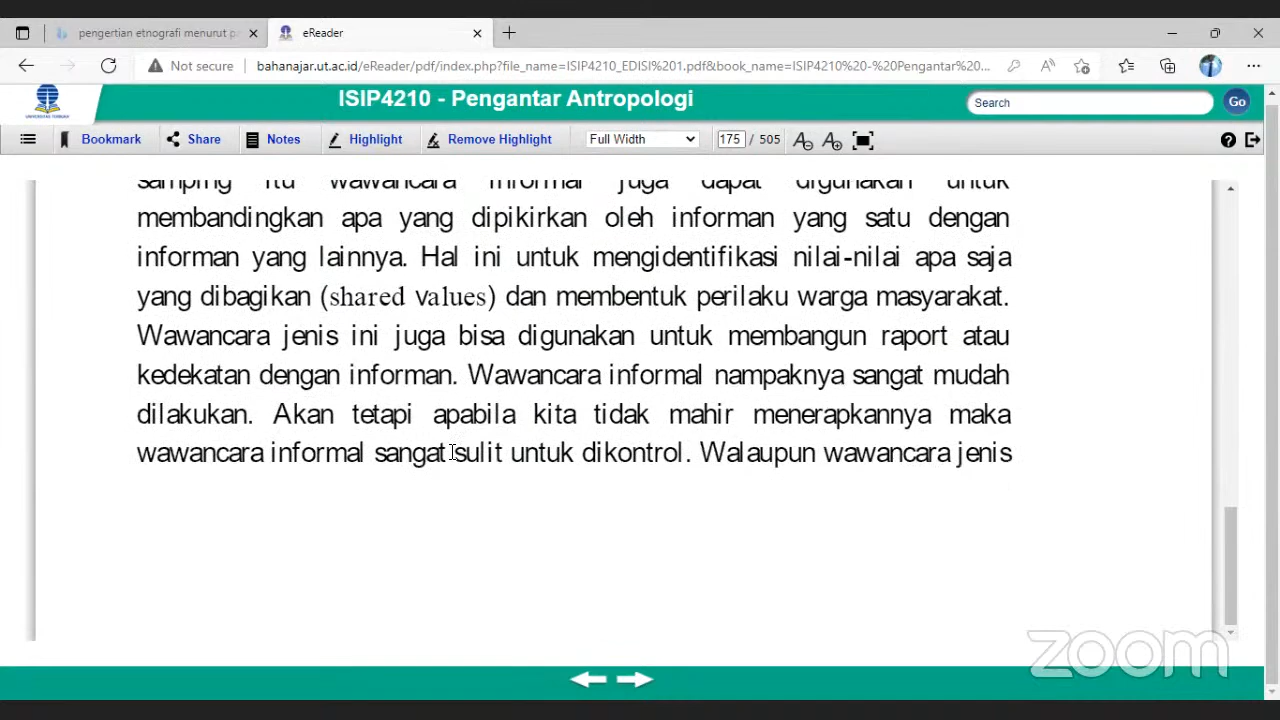 pengertian etnografi menurut p
eReader
Not secure
bahanajar.ut.ac.id/eReader/pdf/index.php?file_name=ISIP4210_EDISI%201.pdf&book_name=ISIP4210%20-%20Pengantar%20...
ISIP4210 - Pengantar Antropologi
Search
Go
UNIVERSITAS TERBUKA
Bookmark
Share
Notes
Highlight
Remove Highlight
Full Width
175 / 505
samping itu wawancara informal juga dapat digunakan untuk
membandingkan apa yang dipikirkan oleh informan yang satu dengan
informan yang lainnya. Hal ini untuk mengidentifikasi nilai-nilai apa saja
yang dibagikan (shared values) dan membentuk perilaku warga masyarakat.
Wawancara jenis ini juga bisa digunakan untuk membangun raport atau
kedekatan dengan informan. Wawancara informal nampaknya sangat mudah
dilakukan. Akan tetapi apabila kita tidak mahir menerapkannya maka
wawancara informal sangat sulit untuk dikontrol. Walaupun wawancara jenis
zoom